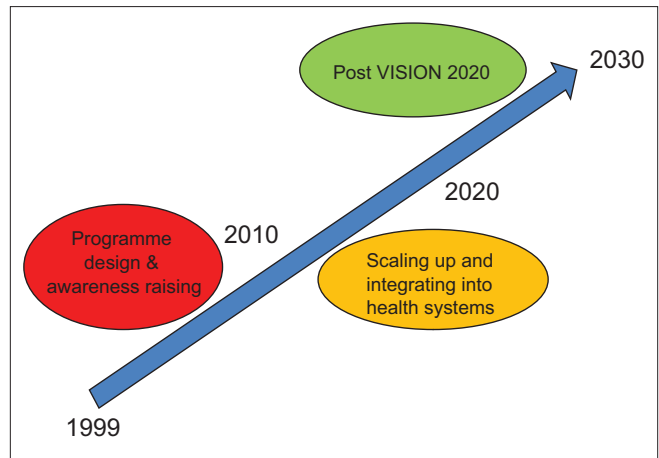 Post VISION 2020
2030
2020
2010
Programme
design &
awareness raising
Scaling up and
integrating into
health systems
1999